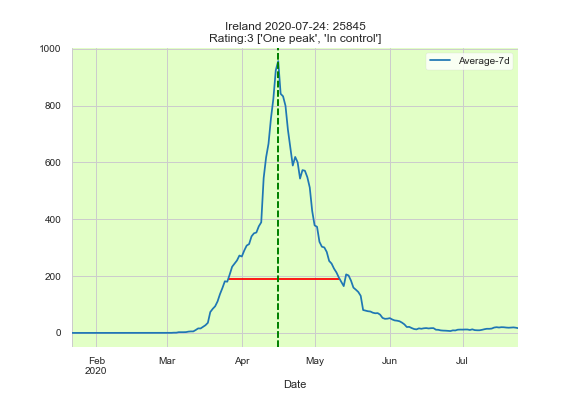 Ireland 2020-07-24: 25845
Rating:3 ['One peak', 'In control']
Average-7d
1000
800
600
400
200
0
Feb
2020
Mar
Apr
May
Jun
Jul
Date